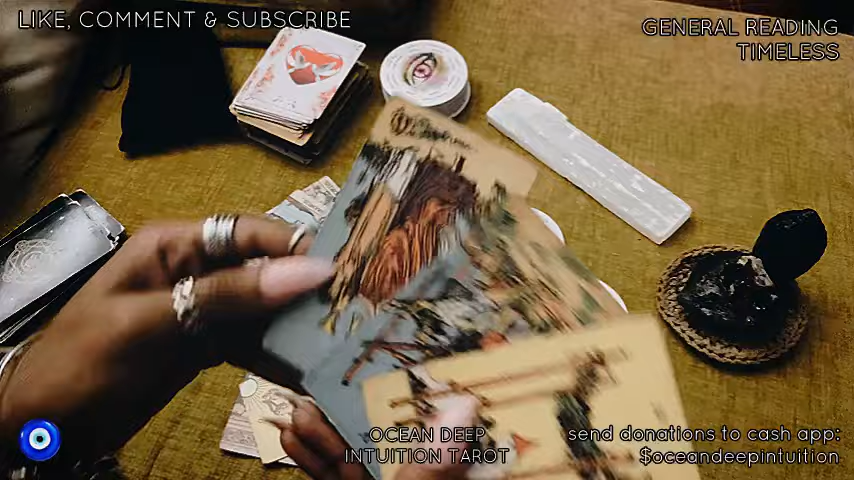 LIKE, COMMENT & SUBSCRIBE
GENERAL READING
TIMELESS
OCEAN DEEP
INTUITION TAROT
send donations to cash app:
$oceandeepintuition